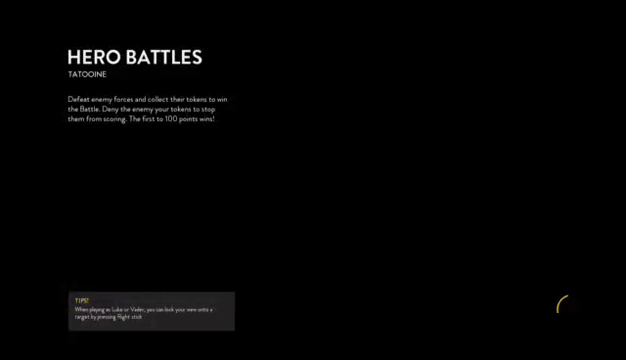 HERO BATTLES
TATOOINE
Defeat enemy forces and collect their tokens to win
the Battle. Deny the enemy your tokens to stop
them from scoring. The first to 100 points wins!
TIPS!
When playing as Luke or Vader, you can lock your view onto a
target by pressing Right stick